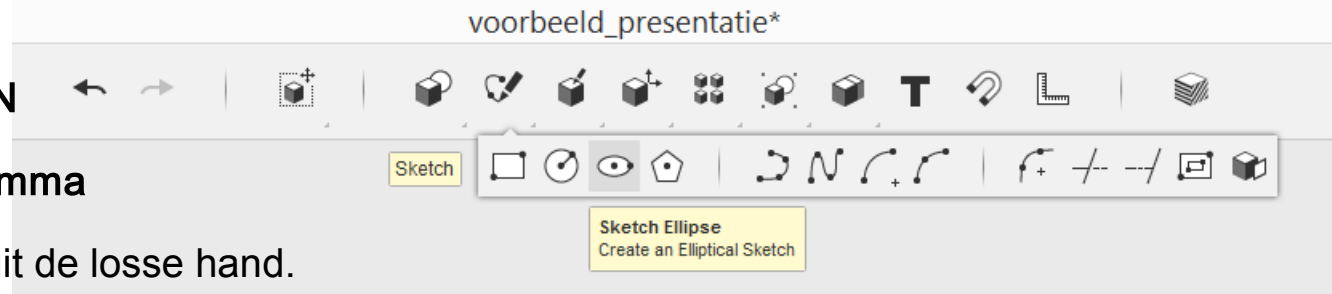 voorbeeld_presentatie*
N
T
mma
Sketch
Sketch Ellipse
Create an Elliptical Sketch
it de losse hand.